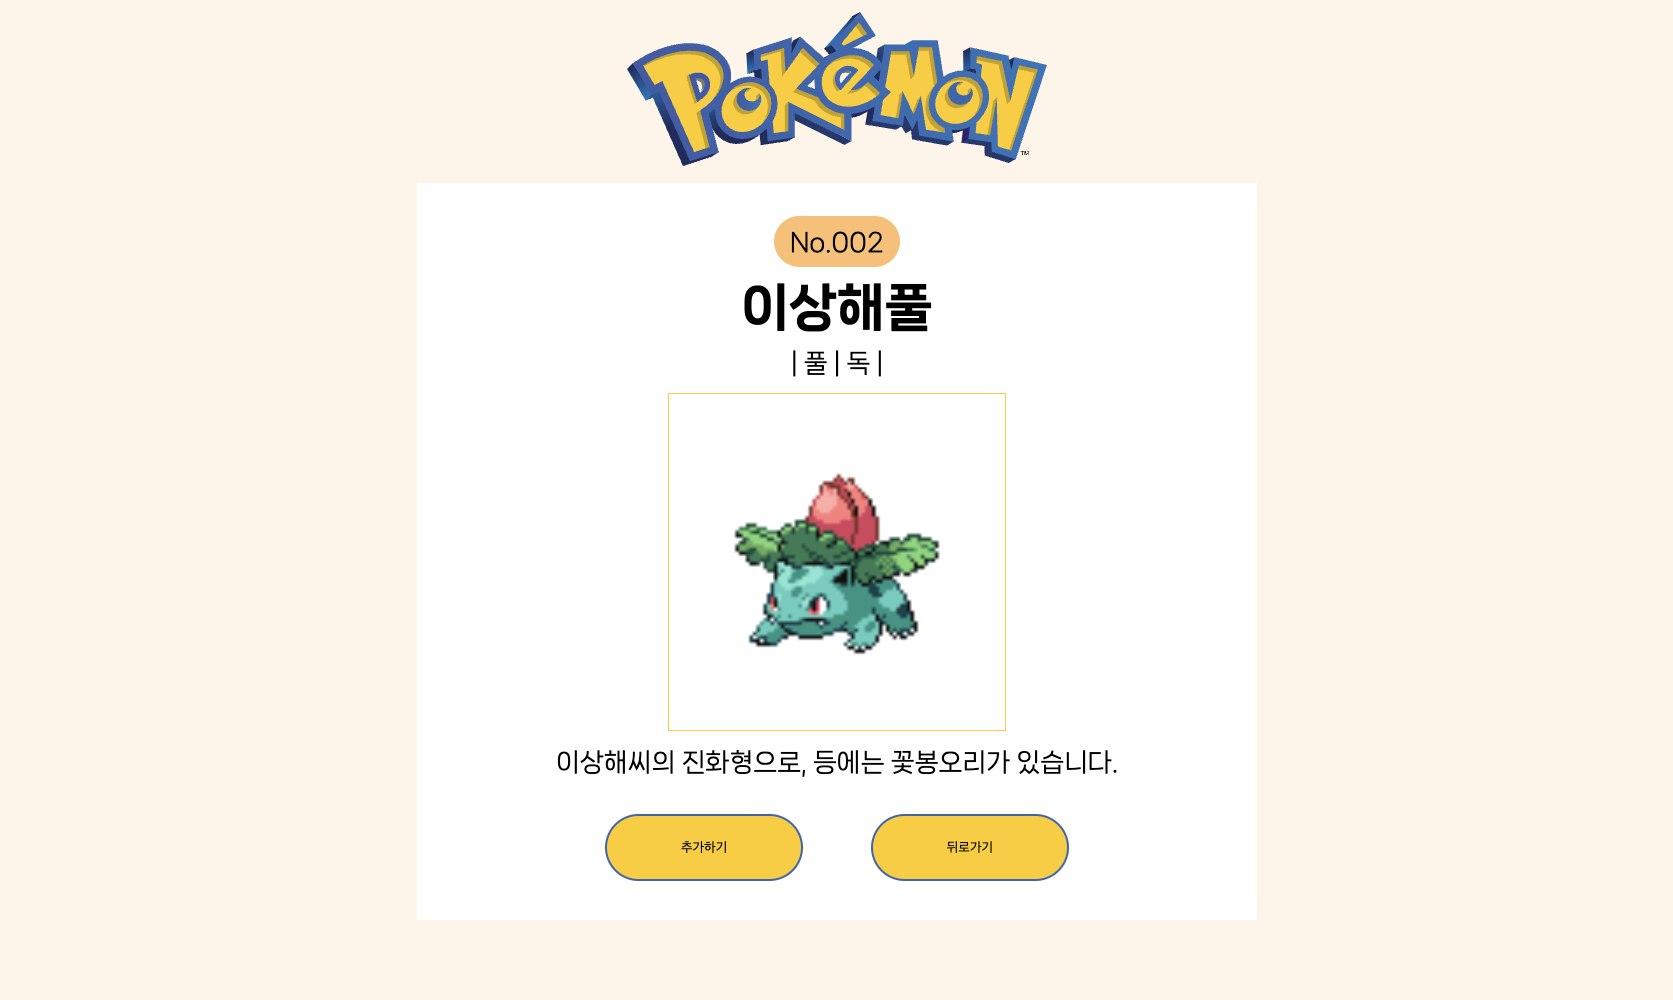 POKéMON
TM
No.002
이상해풀
| 풀 | 독 |
이상해씨의 진화형으로, 등에는 꽃봉오리가 있습니다.
추가하기
뒤로가기